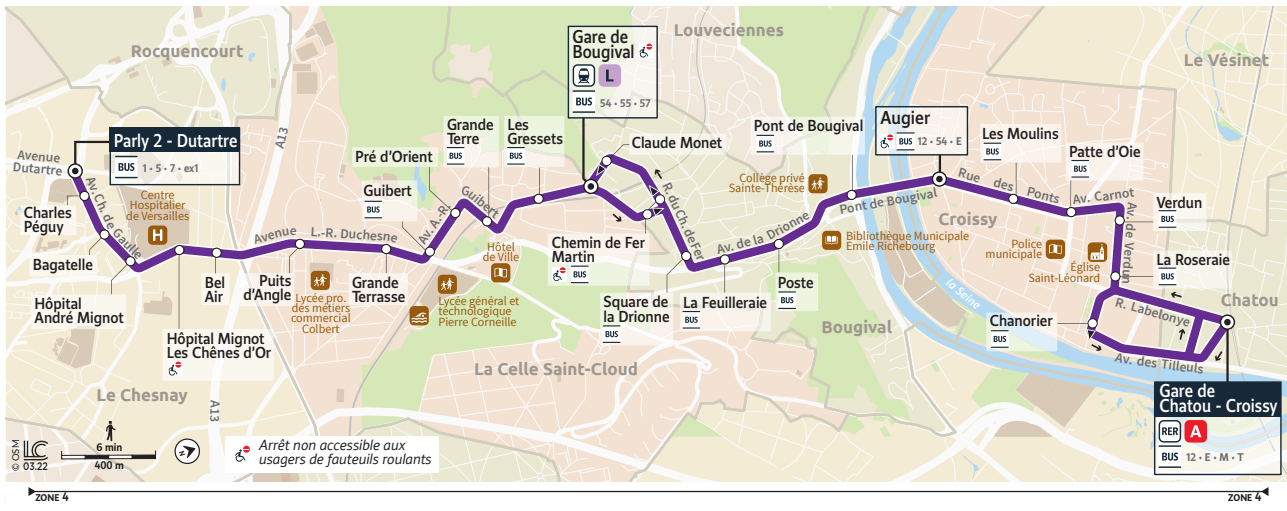 Rocquencourt
A13
Louveciennes
Le Vésinet
Gare de
Bougival
L
BUS 54 • 55 • 57
Parly 2 - Dutartre
BUS 1 • 5 • 7 • ex1
Avenue
Dutartre
Av. Ch. de Gaulle
Charles
Péguy
Bagatelle
Hôpital
André Mignot
Centre
Hospitalier
de Versailles
H
Hôpital Mignot
Les Chênes d'Or
Bel
Air
Avenue
L.-R. Duchesne
Puits
d'Angle
Lycée pro.
des métiers
commercial
Colbert
Grande
Terrasse
Guibert
BUS
Pré d'Orient
BUS
Av. A.-R.
Guibert
Grande
Terre
BUS
Les
Gressets
BUS
Hôtel
de Ville
Lycée général et
technologique
Pierre Corneille
Claude Monet
R. du Ch. de Fer
Chemin de Fer
Martin
BUS
Square de
la Drionne
BUS
La Feuilleraie
BUS
Av. de la Drionne
Poste
BUS
Pont de Bougival
BUS
Collège privé
Sainte-Thérèse
Pont de Bougival
Bibliothèque Municipale
Emile Richebourg
Augier
BUS 12 • 54 • E
Rue des Ponts
Les Moulins
BUS
Patte d'Oie
BUS
Av. Carnot
Croissy
Verdun
BUS
Av. de Verdun
Police
municipale
Église
Saint-Léonard
La Roseraie
BUS
la Seine
Chanorier
BUS
R. Labelonye
Chatou
Av. des Tilleuls
Bougival
La Celle Saint-Cloud
Le Chesnay
A13
Gare de
Chatou - Croissy
RER A
BUS 12 • E • M • T
6 min
400 m
© OSM
LC
03.22
Arrêt non accessible aux
usagers de fauteuils roulants
ZONE 4
ZONE 4